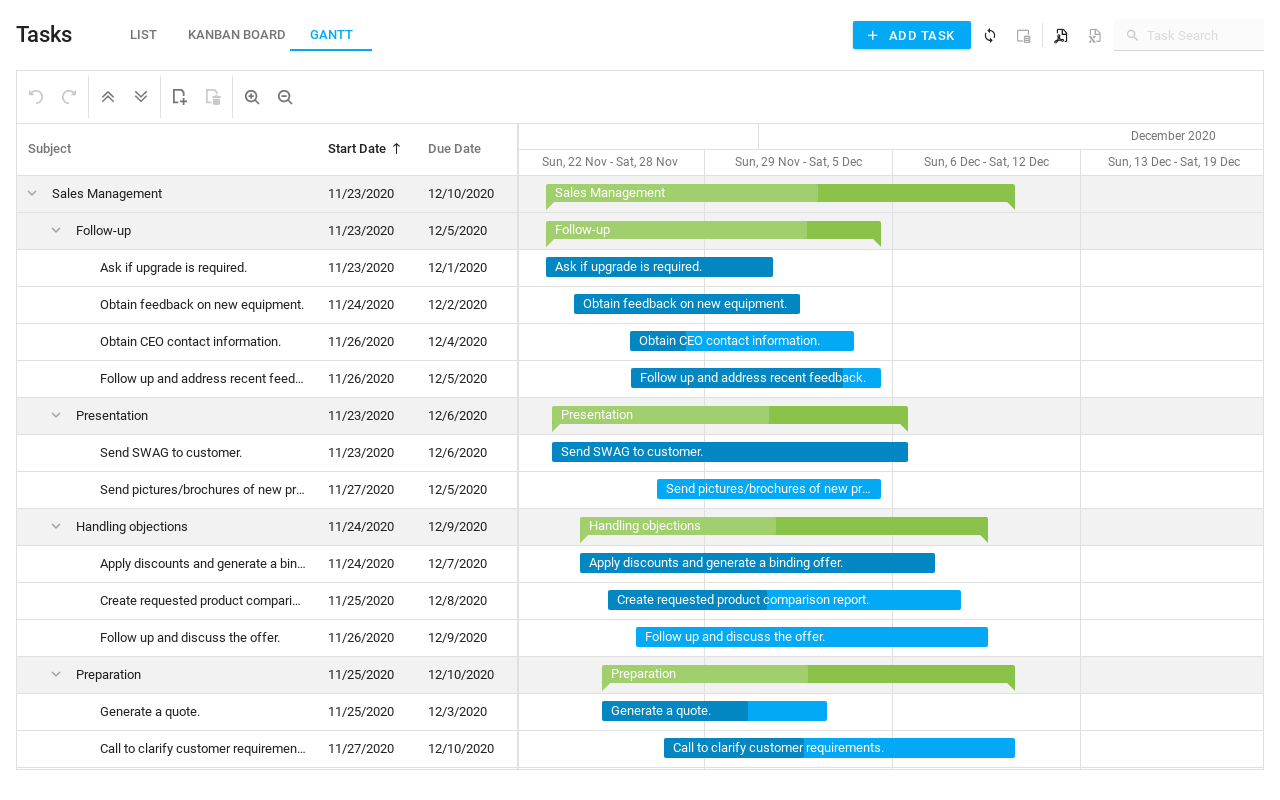 Tasks
LIST
KANBAN BOARD
GANTT
ADD TASK
Task Search
Subject
Start Date
Due Date
December 2020
Sun, 22 Nov - Sat, 28 Nov
Sun, 29 Nov - Sat, 5 Dec
Sun, 6 Dec - Sat, 12 Dec
Sun, 13 Dec - Sat, 19 Dec
Sales Management 11/23/2020 12/10/2020 Sales Management
Follow-up 11/23/2020 12/5/2020 Follow-up
Ask if upgrade is required. 11/23/2020 12/1/2020 Ask if upgrade is required.
Obtain feedback on new equipment. 11/24/2020 12/2/2020 Obtain feedback on new equipment.
Obtain CEO contact information. 11/26/2020 12/4/2020 Obtain CEO contact information.
Follow up and address recent feed... 11/26/2020 12/5/2020 Follow up and address recent feedback.
Presentation 11/23/2020 12/6/2020 Presentation
Send SWAG to customer. 11/23/2020 12/6/2020 Send SWAG to customer.
Send pictures/brochures of new pr... 11/27/2020 12/5/2020 Send pictures/brochures of new pr...
Handling objections 11/24/2020 12/9/2020 Handling objections
Apply discounts and generate a bin... 11/24/2020 12/7/2020 Apply discounts and generate a binding offer.
Create requested product compari... 11/25/2020 12/8/2020 Create requested product comparison report.
Follow up and discuss the offer. 11/26/2020 12/9/2020 Follow up and discuss the offer.
Preparation 11/25/2020 12/10/2020 Preparation
Generate a quote. 11/25/2020 12/3/2020 Generate a quote.
Call to clarify customer requiremen... 11/27/2020 12/10/2020 Call to clarify customer requirements.